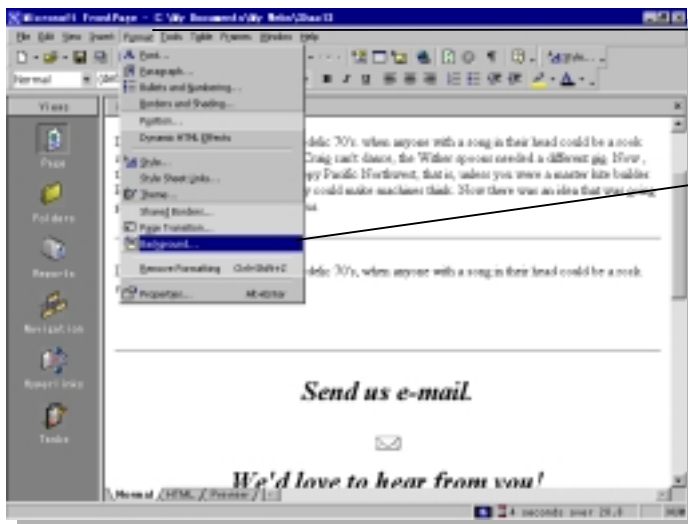 Microsoft FrontPage - C:\My Documents\My Webs\
File Edit View Insert Format Tools Table Frames Window Help
Normal
Views
Page
Folders
Reports
Navigation
Hyperlinks
Tasks
Font...
Paragraph...
Bullets and Numbering...
Borders and Shading...
Position...
Dynamic HTML Effects
Style...
Style Sheet Links...
Theme...
Shared Borders...
Page Transition...
Background...
Remove Formatting Ctrl+Shift+Z
Properties... Alt+Enter
delic 70's, when anyone with a song in their head could be a rock
Craig can't dance, the Wither spoons needed a different gig. Now,
py Pacific Northwest, that is, unless you were a master bits builder.
y could make machines think. Now there was an idea that was going
delic 70's, when anyone with a song in their head could be a rock
Send us e-mail.
We'd love to hear from you!
Normal HTML Preview
4 seconds over 28.8 NUM